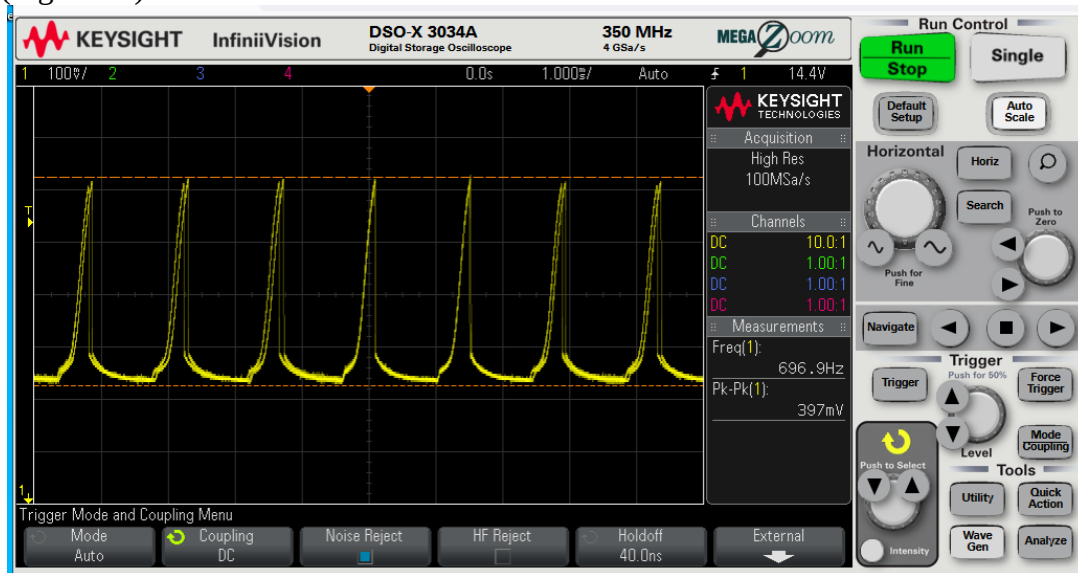 KEYSIGHT InfiniiVision DSO-X 3034A 350 MHz MEGA Zoom
Digital Storage Oscilloscope 4 GSa/s
1 100mV/ 2 3 4 0.0s 1.000ms/ Auto 1 14.4V
KEYSIGHT
TECHNOLOGIES
Acquisition
High Res
100MSa/s
Channels
DC 10.0:1
DC 1.00:1
DC 1.00:1
DC 1.00:1
Measurements
Freq(1):
696.9Hz
Pk-Pk(1):
397mV
T
1
Trigger Mode and Coupling Menu
Mode Coupling Noise Reject HF Reject Holdoff External
Auto DC 40.0ns
Run Control
Run
Stop
Single
Default
Setup
Auto
Scale
Horizontal
Horiz
Search
Push to
Zero
Push for
Fine
Navigate
Trigger
Push for 50%
Trigger
Force
Trigger
Mode
Coupling
Level
Push to Select
Tools
Utility
Quick
Action
Wave
Gen
Analyze
Intensity